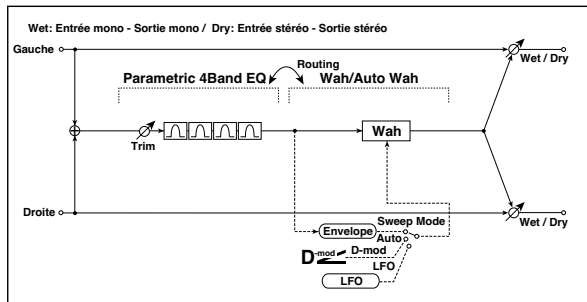 Wet: Entrée mono - Sortie mono / Dry: Entrée stéréo - Sortie stéréo
Gauche
Wet / Dry
Routing
Parametric 4Band EQ
Wah/Auto Wah
Trim
Wah
Droite
Wet / Dry
Sweep Mode
Envelope
Auto
D-mod
D-mod
LFO
LFO